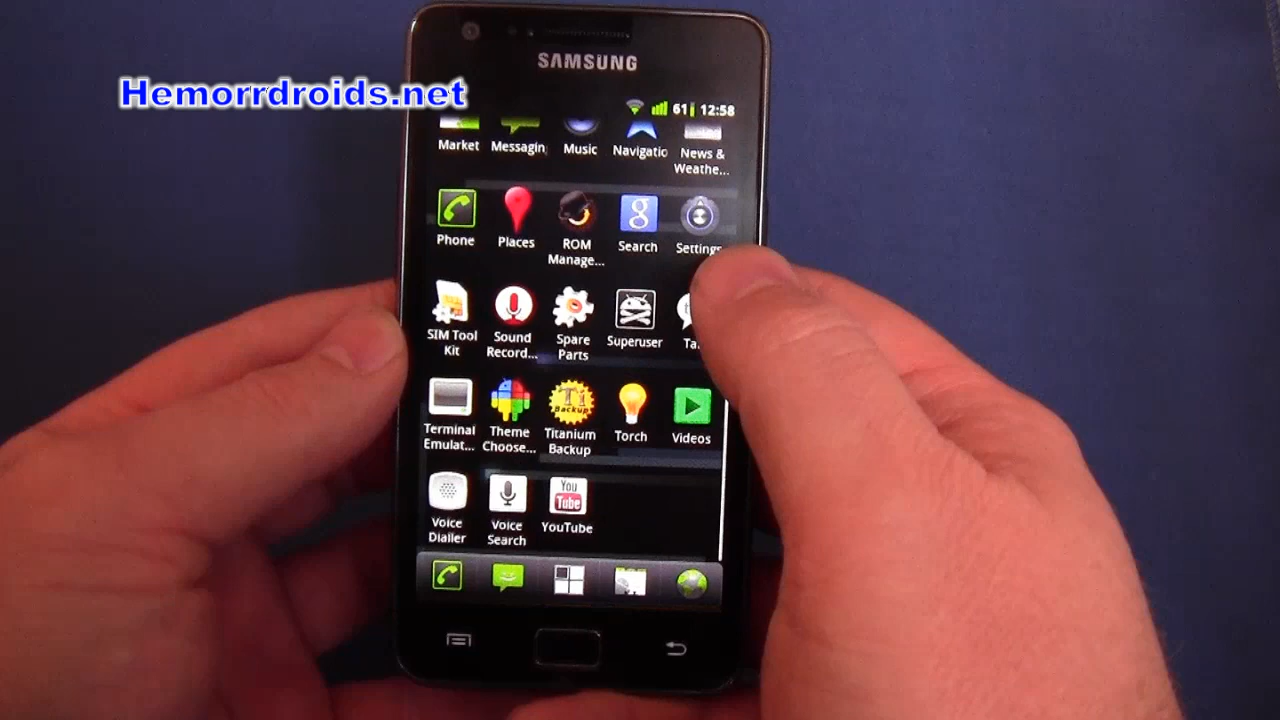 SAMSUNG
Hemorrdroids.net
61 12:58
Market Messagin Music Navigatio News &
Weathe...
Phone Places ROM Search Settings
Manage...
SIM Tool Sound Spare Superuser Ta
Kit Record... Parts
Terminal Theme Titanium Torch Videos
Emulat... Choose... Backup
Voice Voice YouTube
Dialler Search